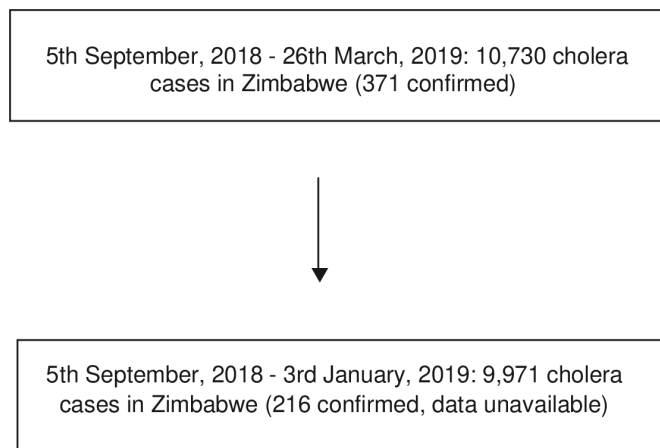 5th September, 2018 - 26th March, 2019: 10,730 cholera
cases in Zimbabwe (371 confirmed)
5th September, 2018 - 3rd January, 2019: 9,971 cholera
cases in Zimbabwe (216 confirmed, data unavailable)